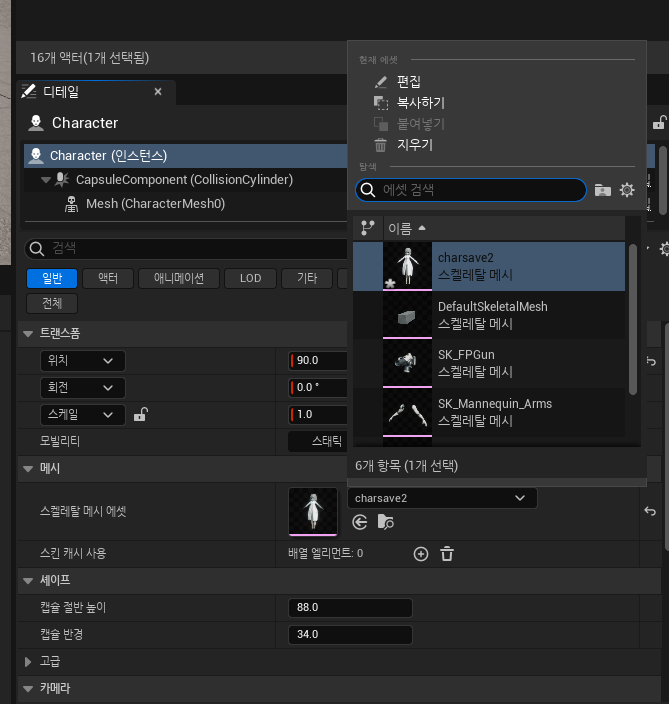 16개 액터(1개 선택됨)
디테일
Character
Character (인스턴스)
CapsuleComponent (CollisionCylinder)
Mesh (CharacterMesh0)
검색
일반
액터
애니메이션
LOD
기타
전체
트랜스폼
위치
90.0
회전
0.0 °
스케일
1.0
모빌리티
스태틱
메시
스켈레탈 메시 에셋
charsave2
스킨 캐시 사용
배열 엘리먼트: 0
셰이프
캡슐 절반 높이
88.0
캡슐 반경
34.0
고급
카메라
현재 에셋
편집
복사하기
붙여넣기
지우기
탐색
에셋 검색
이름
charsave2
스켈레탈 메시
DefaultSkeletalMesh
스켈레탈 메시
SK_FPGun
스켈레탈 메시
SK_Mannequin_Arms
스켈레탈 메시
6개 항목 (1개 선택)